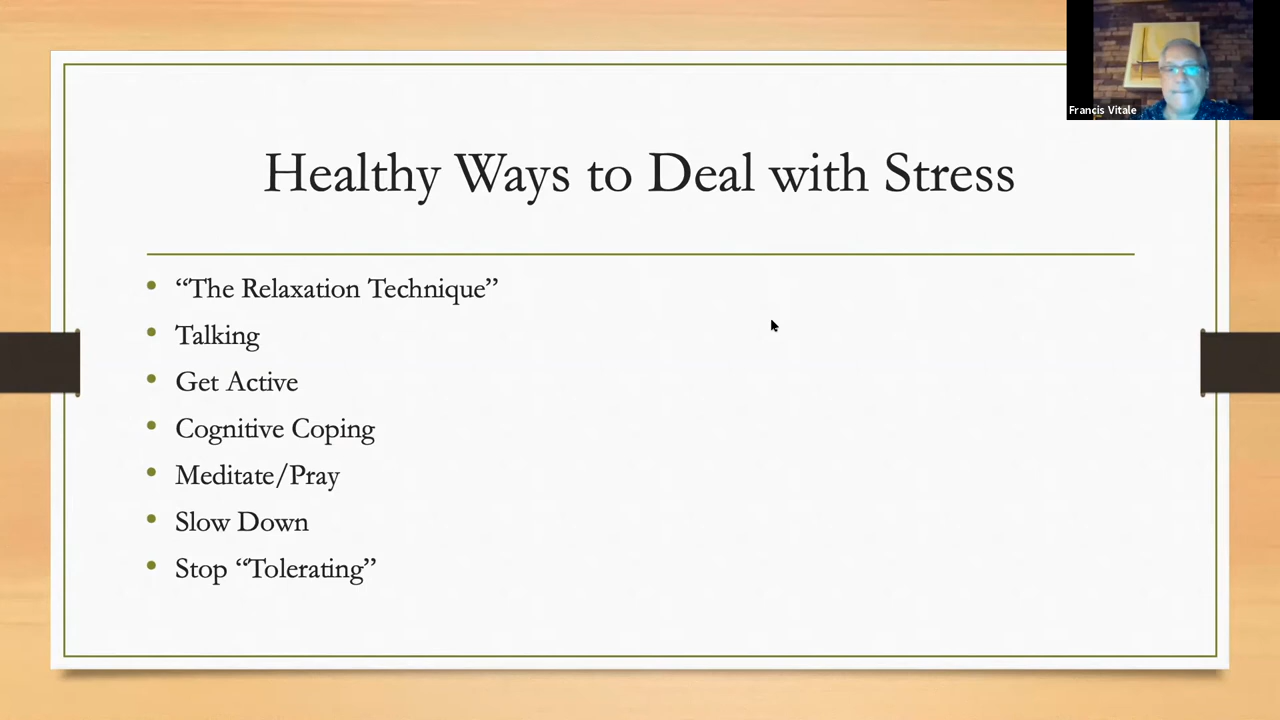 Francis Vitale
Healthy Ways to Deal with Stress
• “The Relaxation Technique”
• Talking
• Get Active
• Cognitive Coping
• Meditate/Pray
• Slow Down
• Stop “Tolerating”